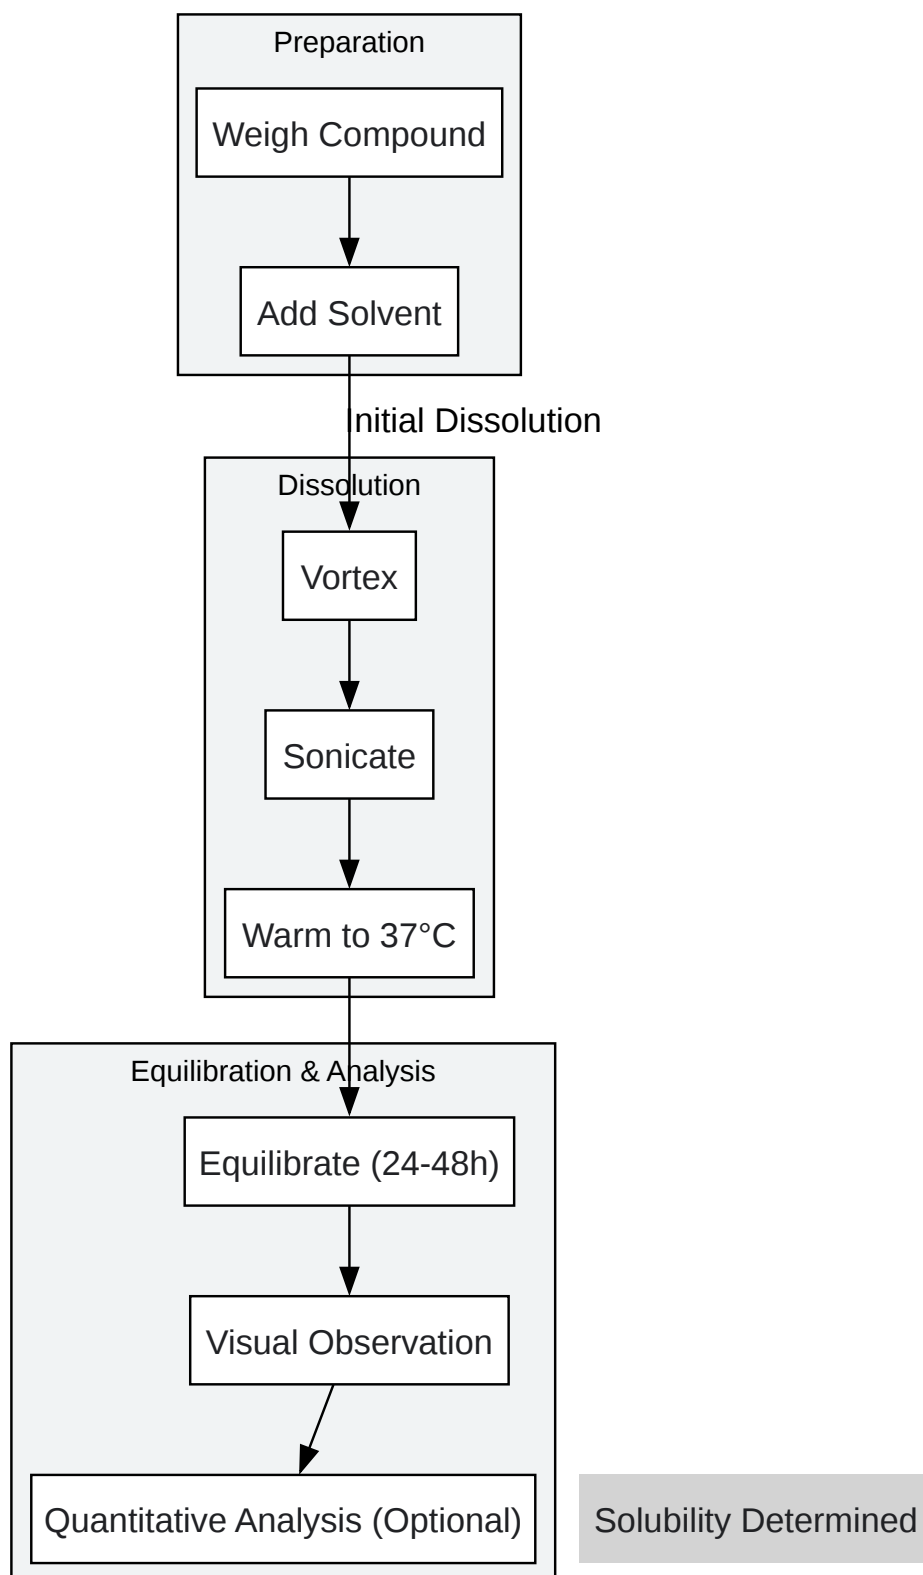 Preparation
Weigh Compound
Add Solvent
Initial Dissolution
Dissolution
Vortex
Sonicate
Warm to 37°C
Equilibration & Analysis
Equilibrate (24-48h)
Visual Observation
Quantitative Analysis (Optional)
Solubility Determined